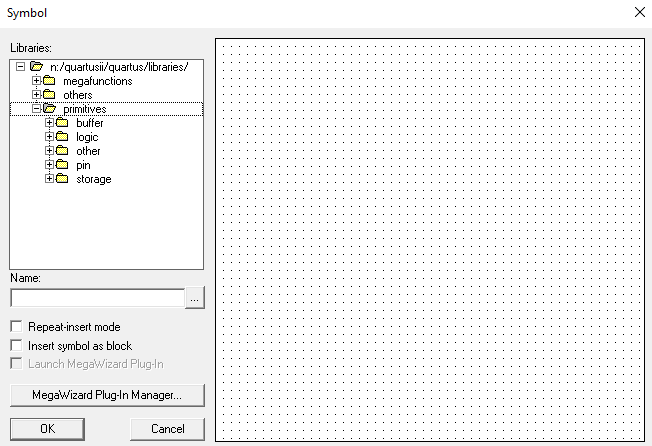 Symbol
Libraries:
n:/quartusii/quartus/libraries/
megafunctions
others
primitives
buffer
logic
other
pin
storage
Name:
...
Repeat-insert mode
Insert symbol as block
Launch MegaWizard Plug-In
MegaWizard Plug-In Manager...
OK
Cancel